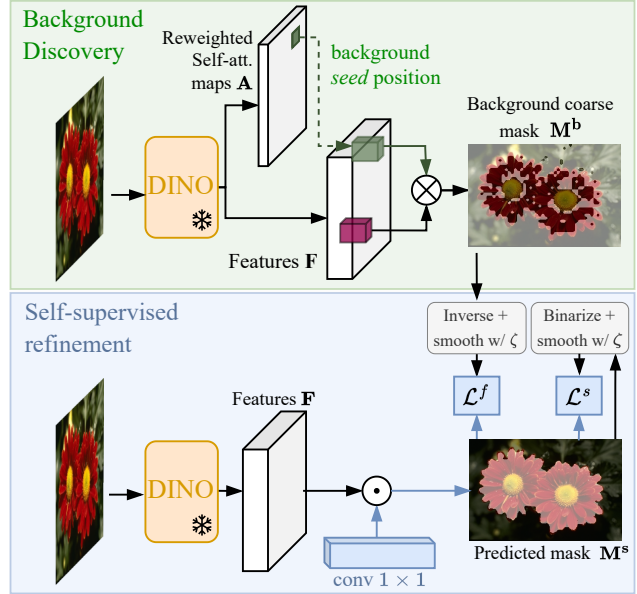 Background
Discovery
Reweighted
Self-att.
maps A
background
seed position
DINO
Features F
Background coarse
mask M^b
Self-supervised
refinement
Inverse +
smooth w/ ζ
Binarize +
smooth w/ ζ
ℒ^f
ℒ^s
Features F
DINO
conv 1 × 1
Predicted mask M^s